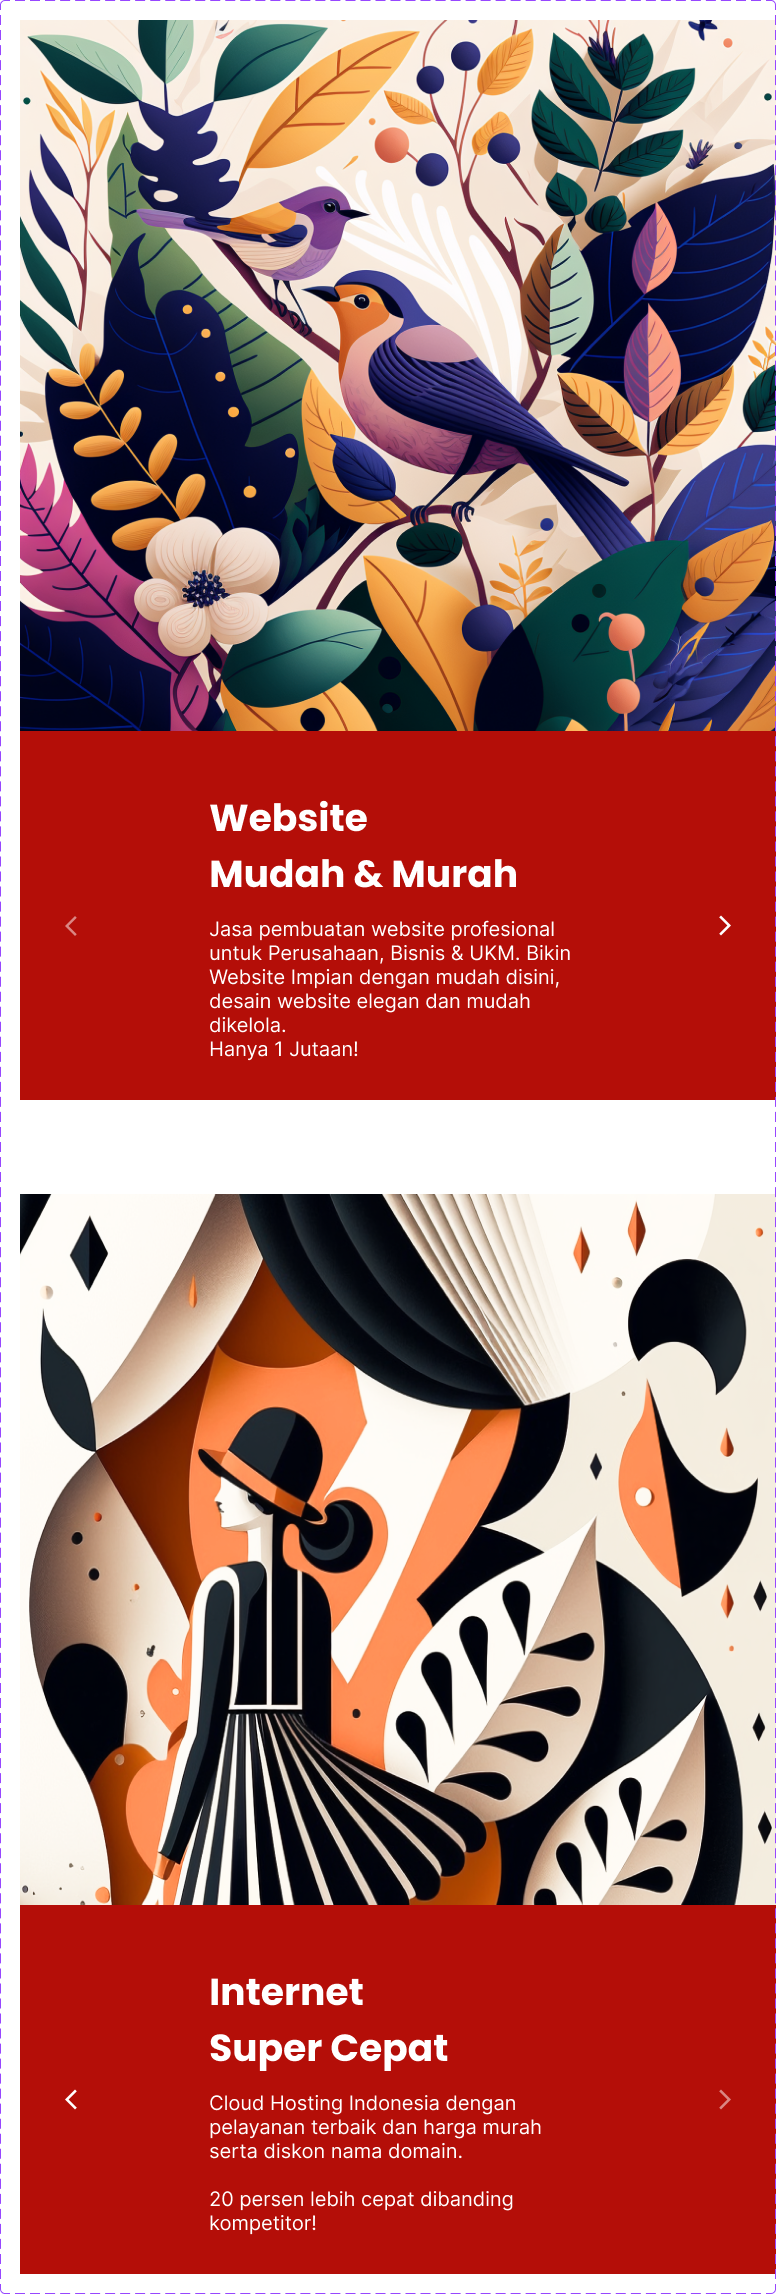 Website
Mudah & Murah
Jasa pembuatan website profesional
untuk Perusahaan, Bisnis & UKM. Bikin
Website Impian dengan mudah disini,
desain website elegan dan mudah
dikelola.
Hanya 1 Jutaan!
Internet
Super Cepat
Cloud Hosting Indonesia dengan
pelayanan terbaik dan harga murah
serta diskon nama domain.
20 persen lebih cepat dibanding
kompetitor!